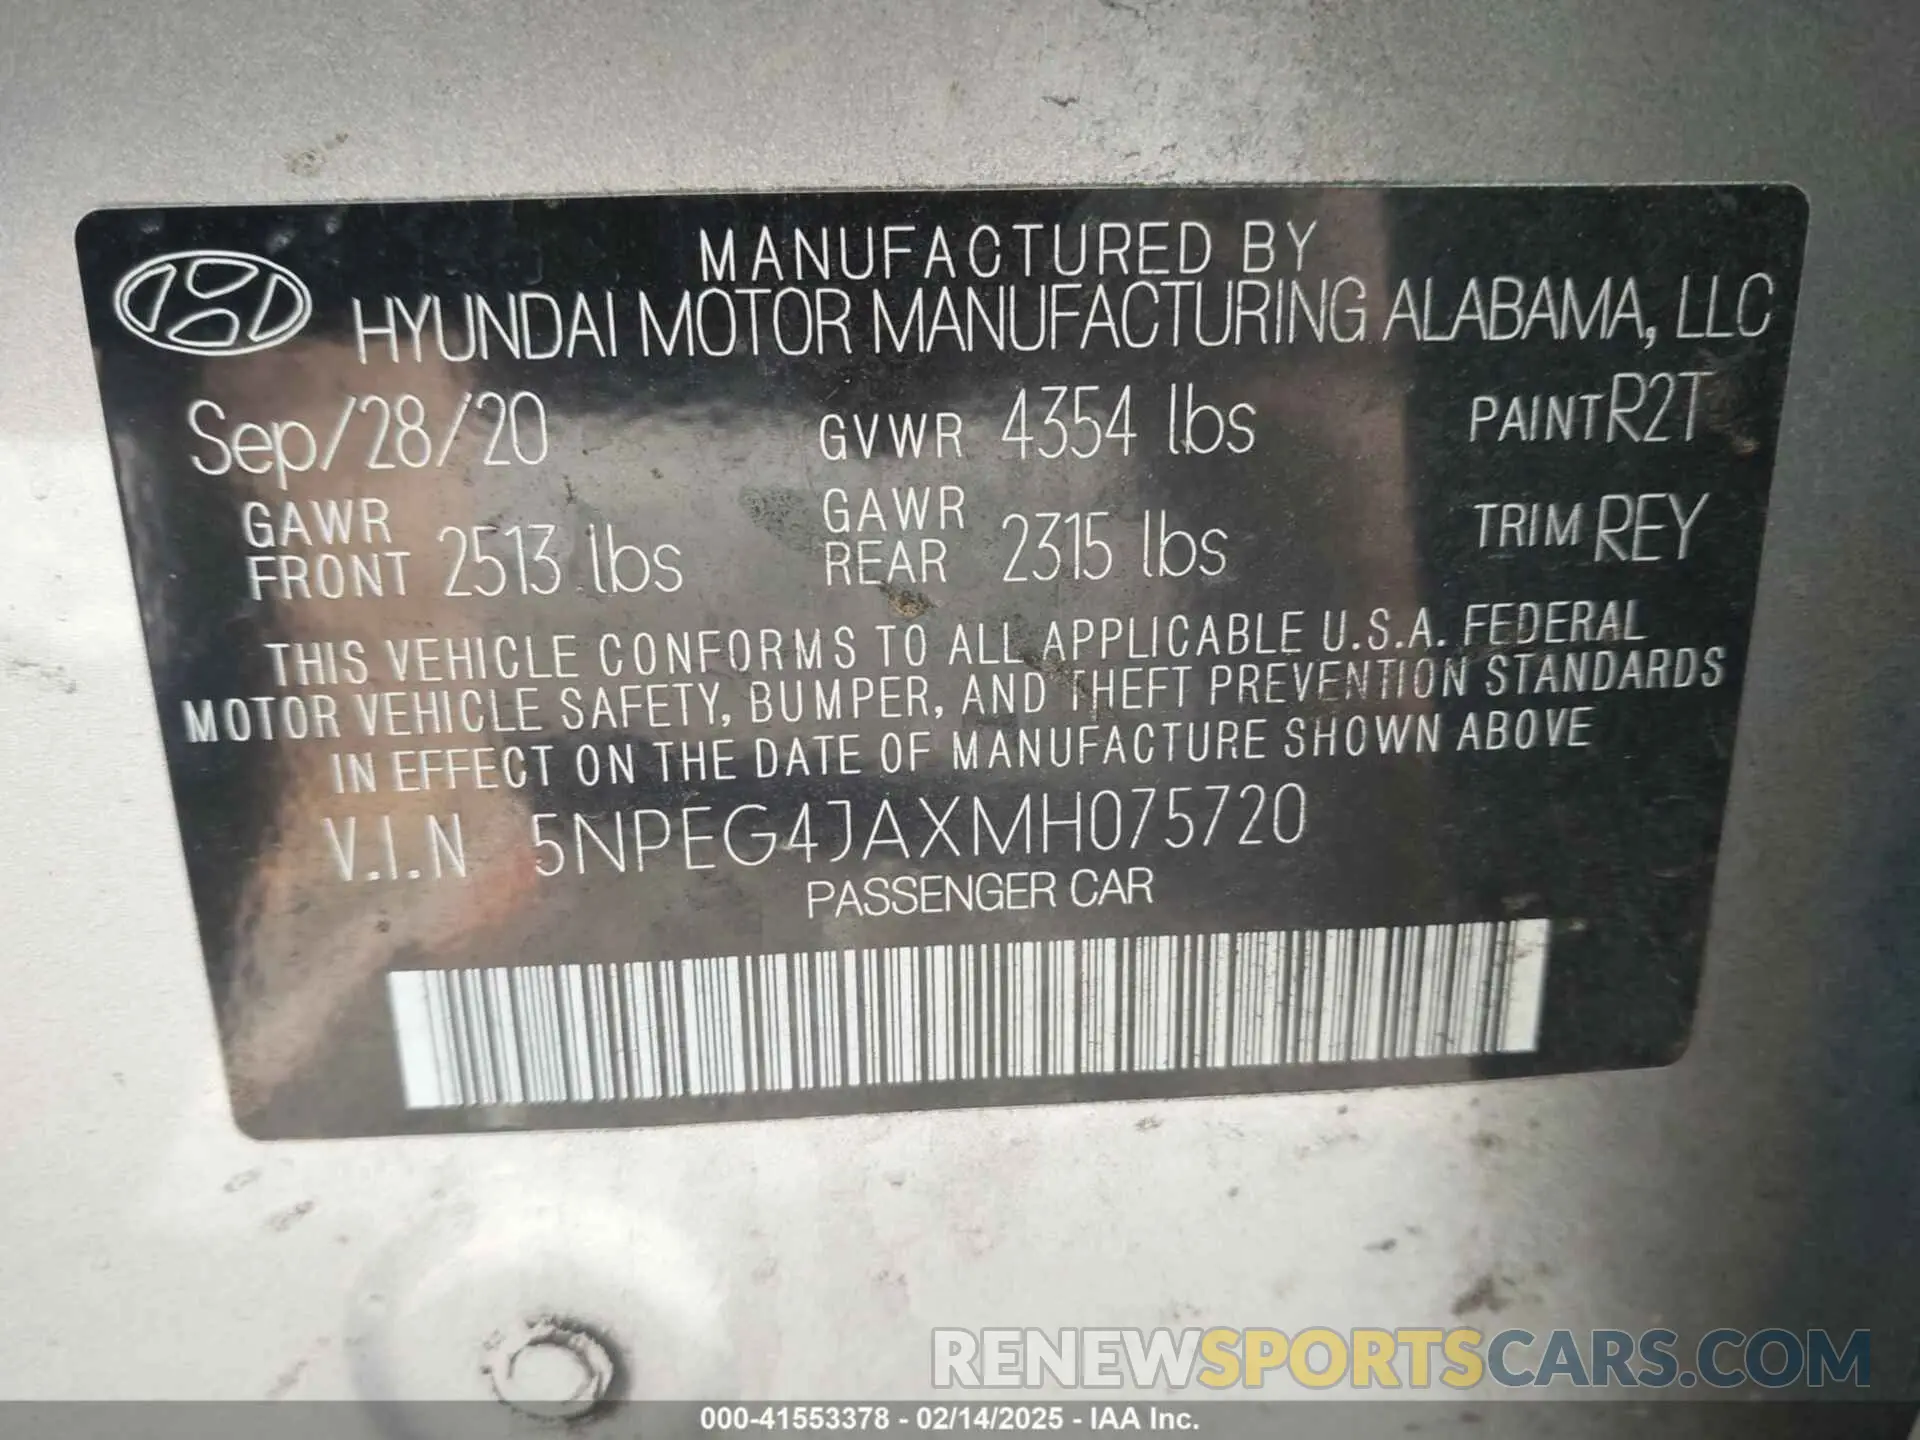 MANUFACTURED BY
HYUNDAI MOTOR MANUFACTURING ALABAMA, LLC
Sep/28/20 GVWR 4354 lbs PAINT R2T
GAWR FRONT 2513 lbs GAWR REAR 2315 lbs TRIM REY
THIS VEHICLE CONFORMS TO ALL APPLICABLE U.S.A. FEDERAL
MOTOR VEHICLE SAFETY, BUMPER, AND THEFT PREVENTION STANDARDS
IN EFFECT ON THE DATE OF MANUFACTURE SHOWN ABOVE
V.I.N 5NPEG4JAXMH075720
PASSENGER CAR
RENEWSPORTSCARS.COM
000-41553378 - 02/14/2025 - IAA Inc.